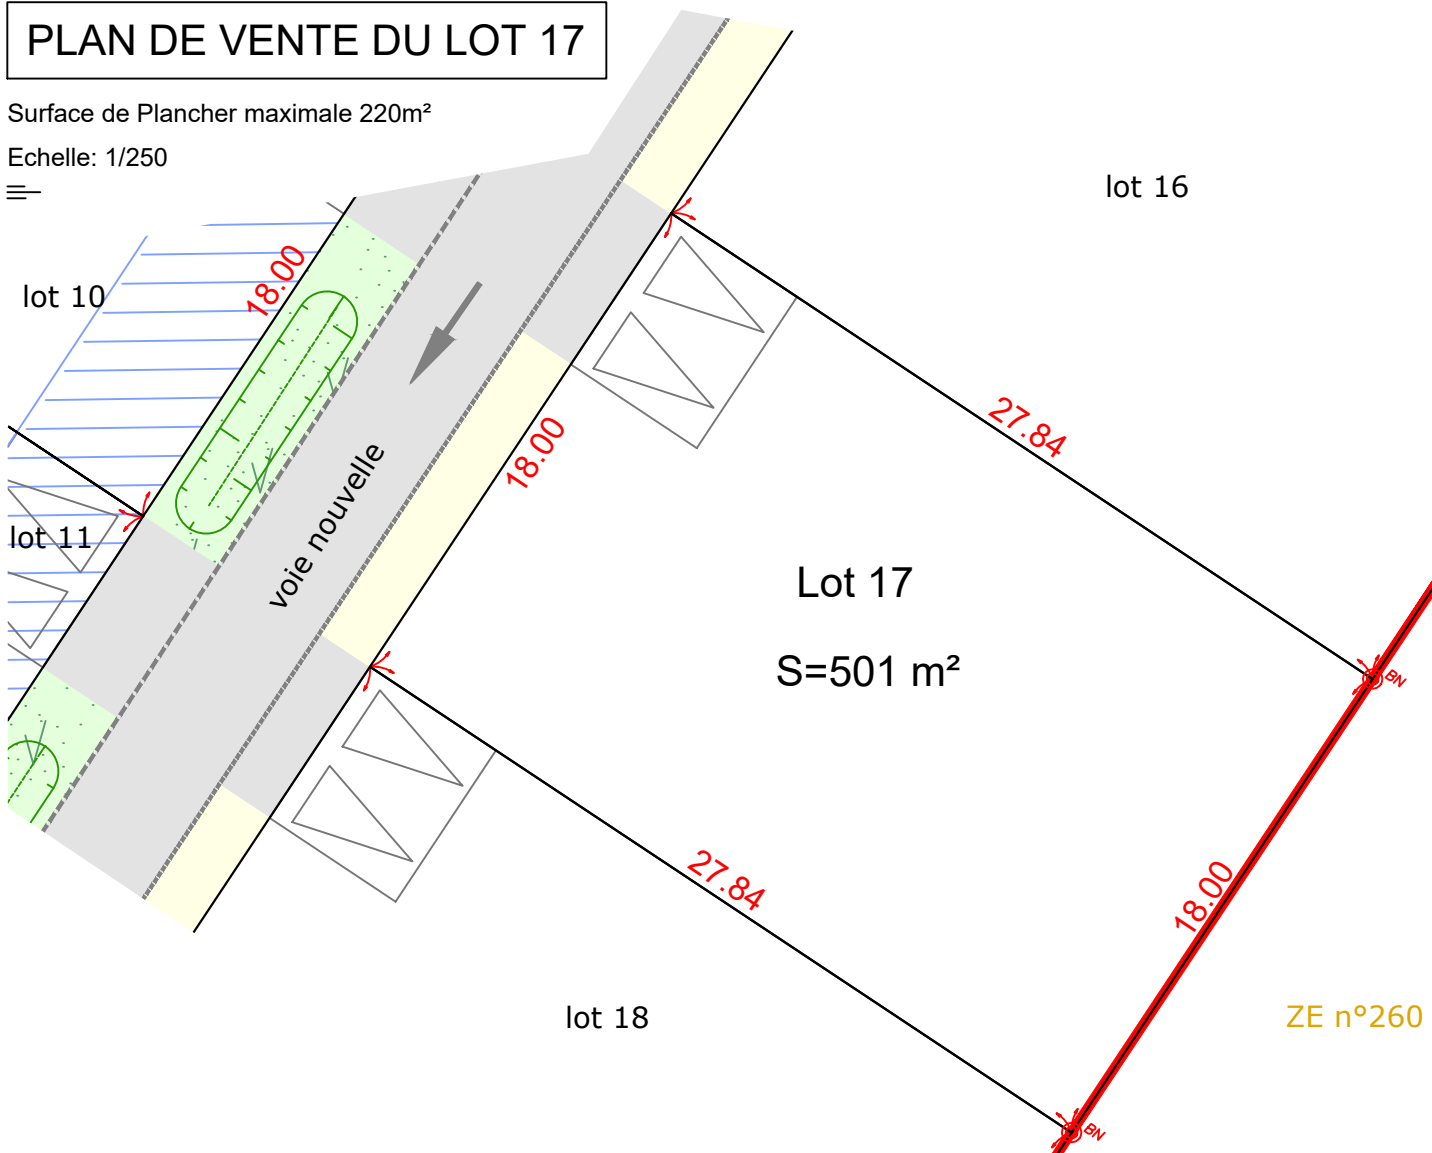 PLAN DE VENTE DU LOT 17
Surface de Plancher maximale 220m²
Echelle: 1/250
lot 16
lot 10
18.00
27.84
18.00
voie nouvelle
lot 11
Lot 17
S=501 m²
BN
27.84
18.00
lot 18
ZE n°260
BN